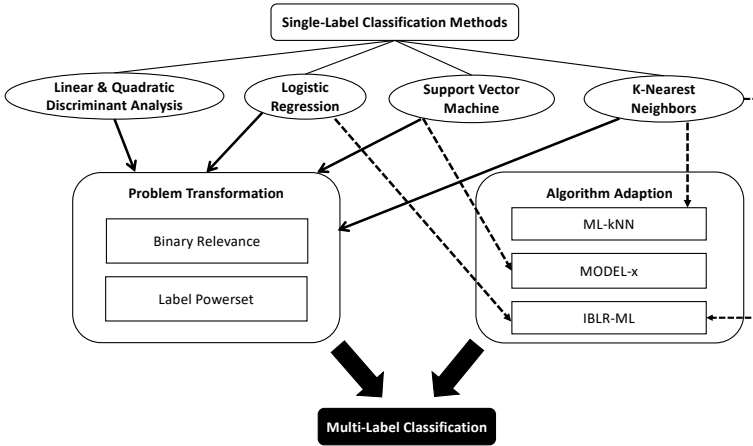 Single-Label Classification Methods
Linear & Quadratic
Discriminant Analysis
Logistic
Regression
Support Vector
Machine
K-Nearest
Neighbors
Problem Transformation
Binary Relevance
Label Powerset
Algorithm Adaption
ML-kNN
MODEL-x
IBLR-ML
Multi-Label Classification